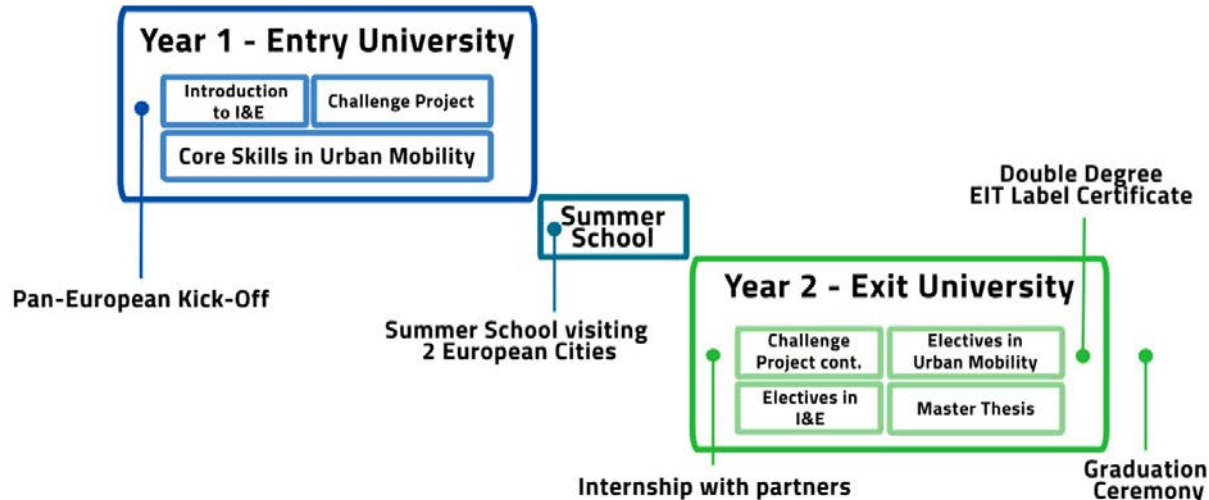 Year 1 - Entry University
Introduction
to I&E
Challenge Project
Core Skills in Urban Mobility
Pan-European Kick-Off
Summer
School
Summer School visiting
2 European Cities
Double Degree
EIT Label Certificate
Year 2 - Exit University
Challenge
Project cont.
Electives in
Urban Mobility
Electives in
I&E
Master Thesis
Internship with partners
Graduation
Ceremony